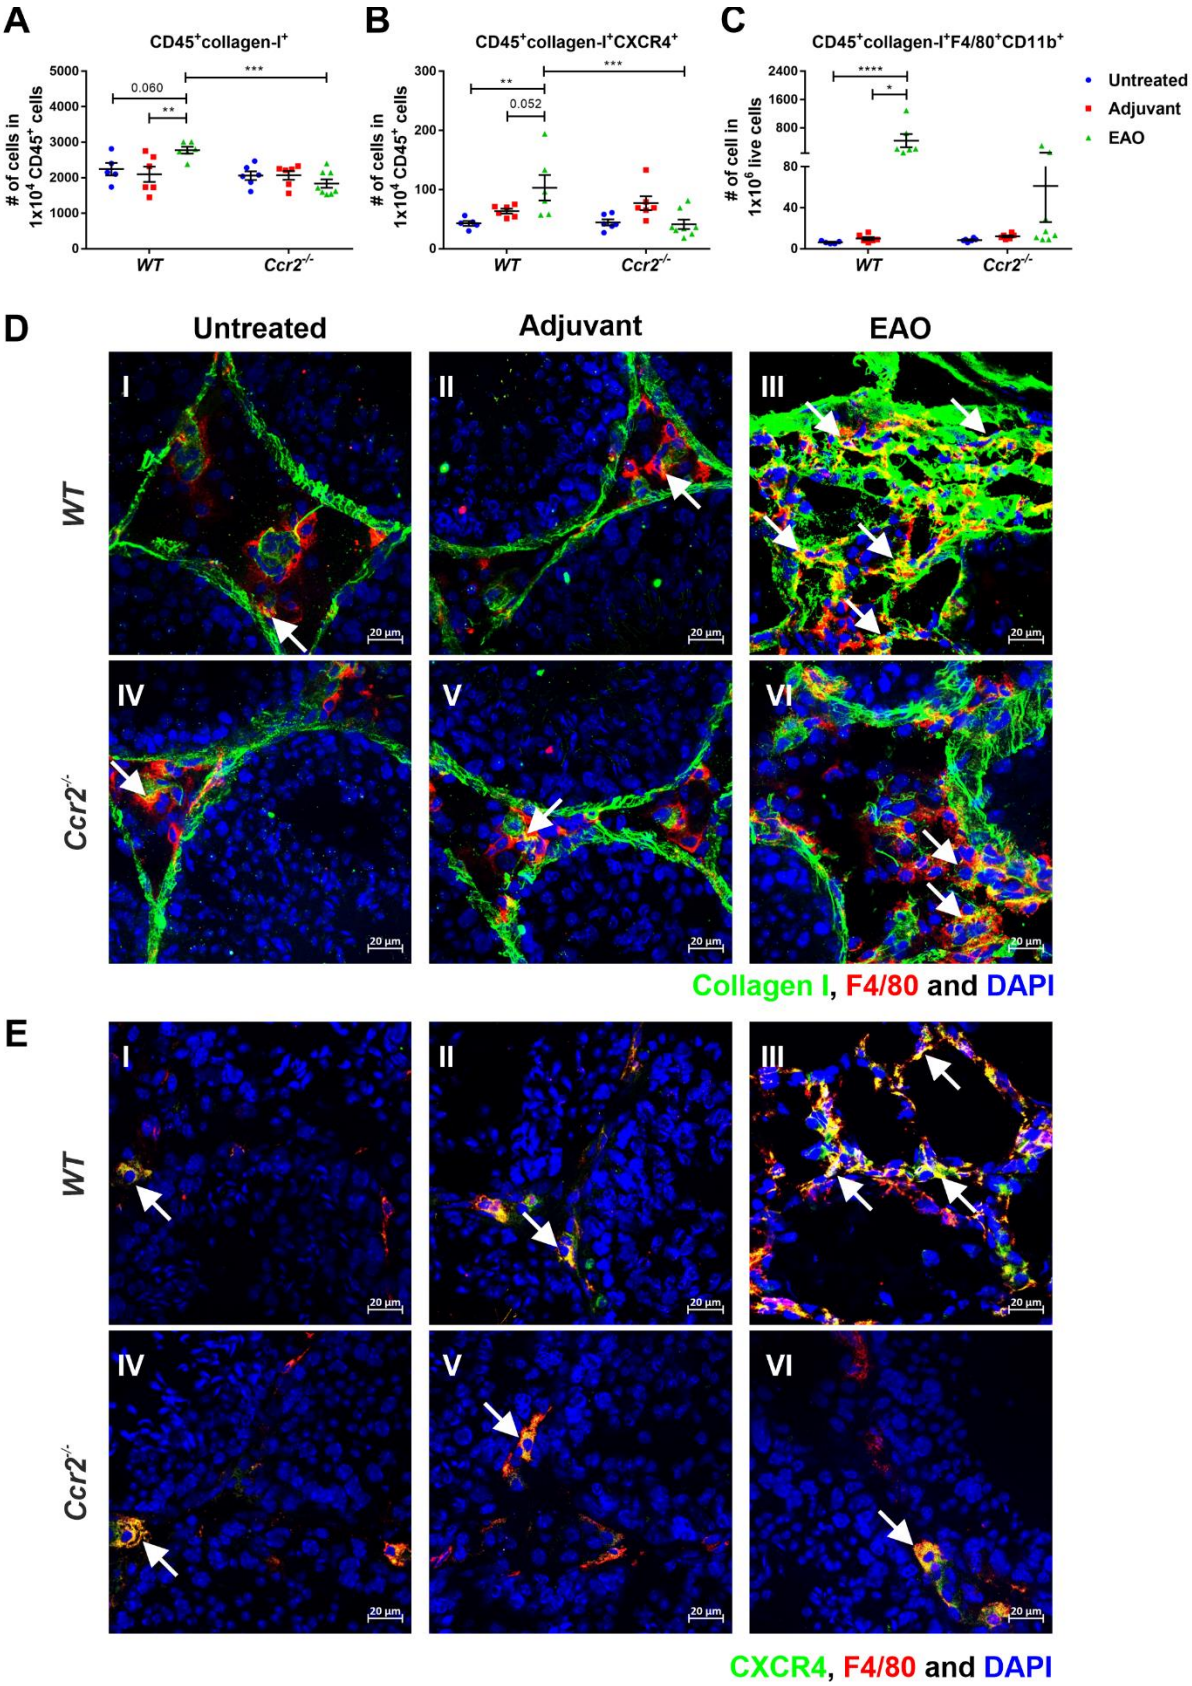 A
CD45⁺collagen-I⁺
# of cells in
1x10⁴ CD45⁺ cells
5000
4000
3000
2000
1000
0
0.060
**
***
WT
Ccr2⁻/⁻
B
CD45⁺collagen-I⁺CXCR4⁺
# of cells in
1x10⁴ CD45⁺ cells
300
200
100
0
**
0.052
***
WT
Ccr2⁻/⁻
C
CD45⁺collagen-I⁺F4/80⁺CD11b⁺
# of cell in
1x10⁶ live cells
2400
1600
800
80
40
0
****
*
WT
Ccr2⁻/⁻
Untreated
Adjuvant
EAO
D
Untreated
Adjuvant
EAO
WT
I
20 µm
II
20 µm
III
20 µm
Ccr2⁻/⁻
IV
20 µm
V
20 µm
VI
20 µm
Collagen I, F4/80 and DAPI
E
WT
I
20 µm
II
20 µm
III
20 µm
Ccr2⁻/⁻
IV
20 µm
V
20 µm
VI
20 µm
CXCR4, F4/80 and DAPI